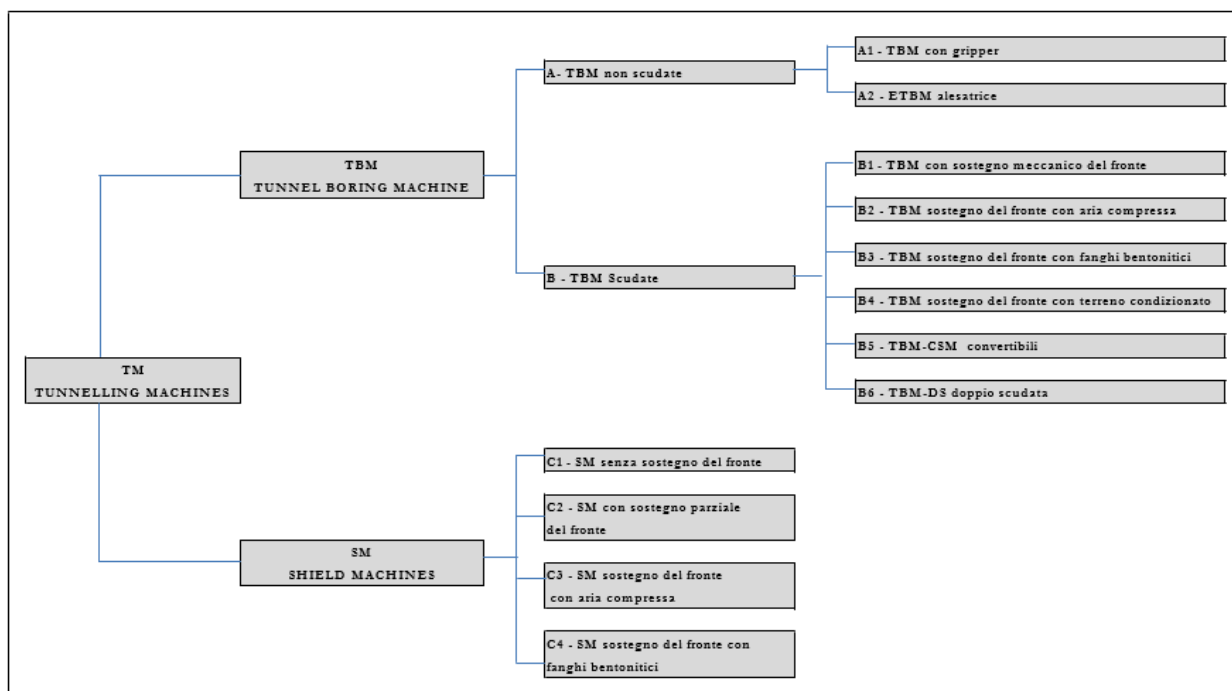 A- TBM non scudate
A1 - TBM con gripper
A2 - ETBM alesatrice
TBM
TUNNEL BORING MACHINE
B1 - TBM con sostegno meccanico del fronte
B2 - TBM sostegno del fronte con aria compressa
B3 - TBM sostegno del fronte con fanghi bentonitici
B - TBM Scudate
B4 - TBM sostegno del fronte con terreno condizionato
B5 - TBM-CSM convertibili
B6 - TBM-DS doppio scudata
TM
TUNNELLING MACHINES
C1 - SM senza sostegno del fronte
C2 - SM con sostegno parziale
del fronte
SM
SHIELD MACHINES
C3 - SM sostegno del fronte
con aria compressa
C4 - SM sostegno del fronte con
fanghi bentonitici